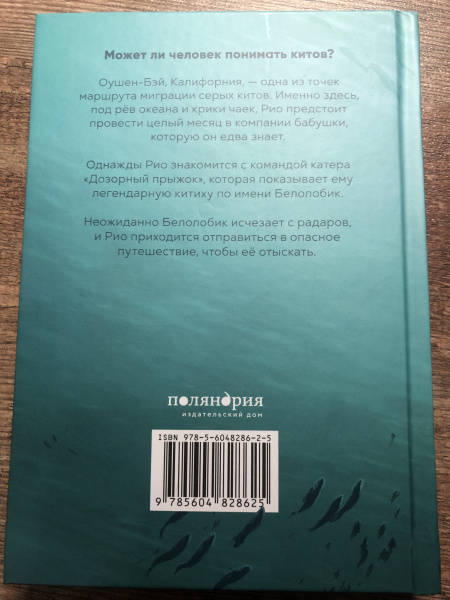 Может ли человек понимать китов?
Оушен-Бэй, Калифорния, — одна из точек
маршрута миграции серых китов. Именно здесь,
под рёв океана и крики чаек, Рио предстоит
провести целый месяц в компании бабушки,
которую он едва знает.
Однажды Рио знакомится с командой катера
«Дозорный прыжок», которая показывает ему
легендарную китиху по имени Белолобик.
Неожиданно Белолобик исчезает с радаров,
и Рио приходится отправиться в опасное
путешествие, чтобы её отыскать.
поляндрия
издательский дом
ISBN 978-5-6048286-2-5
9 785604 828625